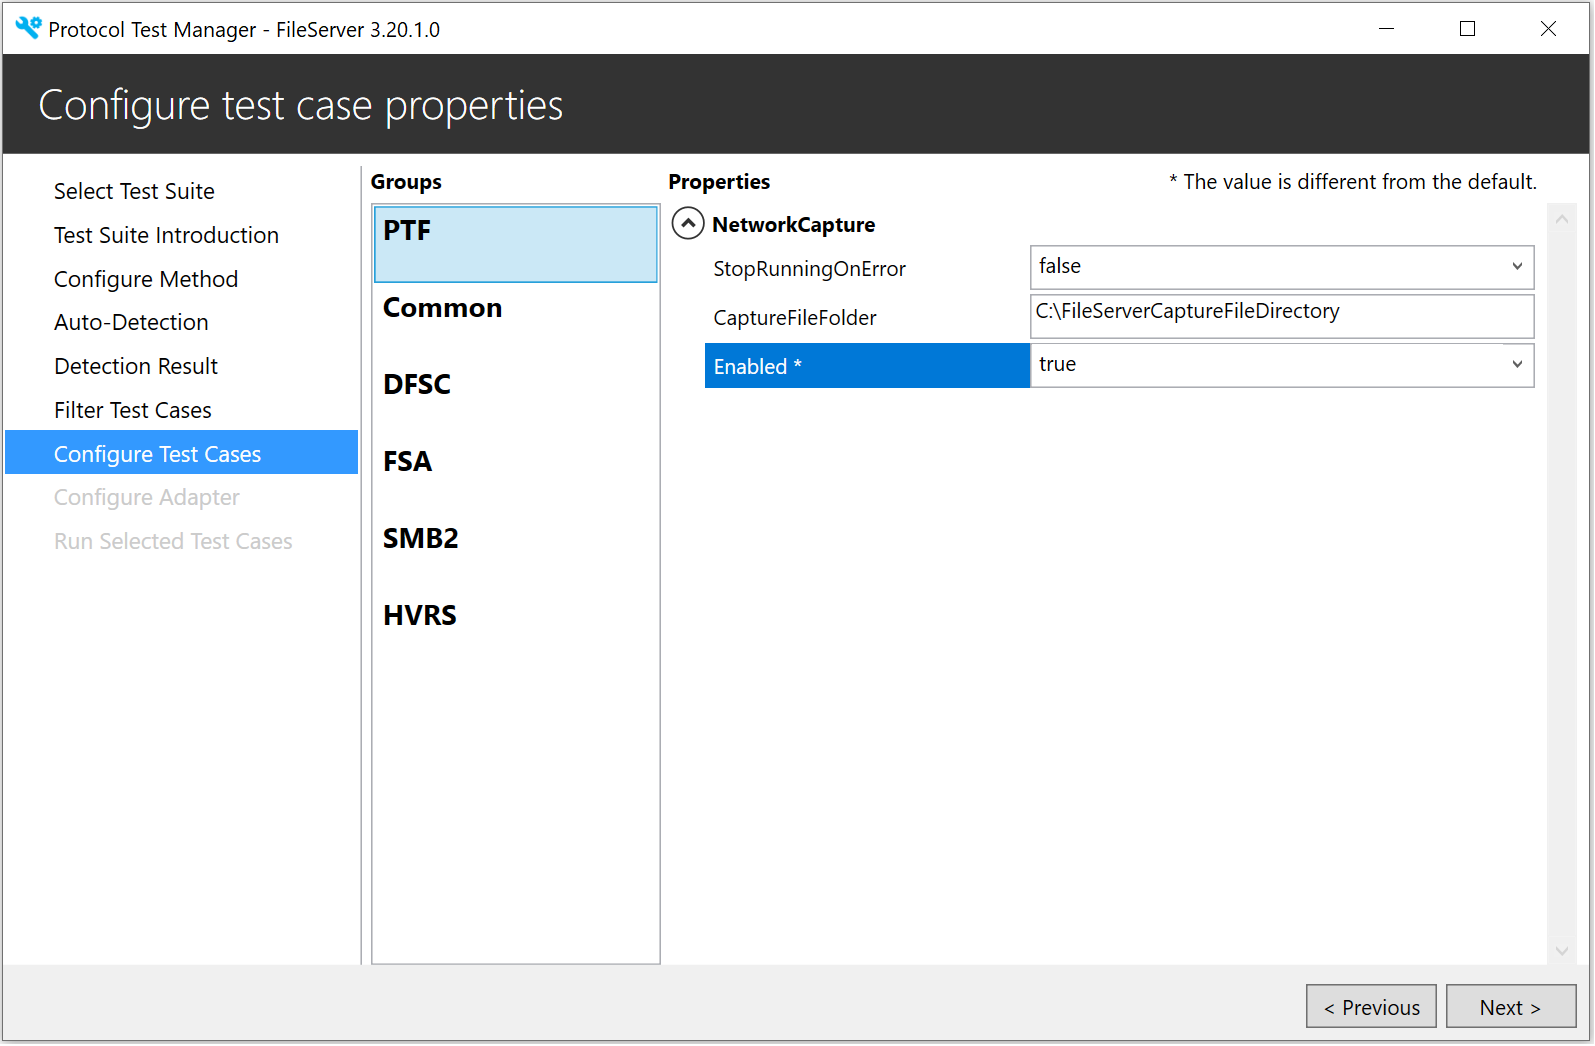 Protocol Test Manager - FileServer 3.20.1.0
Configure test case properties
Select Test Suite
Test Suite Introduction
Configure Method
Auto-Detection
Detection Result
Filter Test Cases
Configure Test Cases
Configure Adapter
Run Selected Test Cases
Groups
PTF
Common
DFSC
FSA
SMB2
HVRS
Properties
* The value is different from the default.
NetworkCapture
StopRunningOnError false
CaptureFileFolder C:\FileServerCaptureFileDirectory
Enabled * true
< Previous
Next >